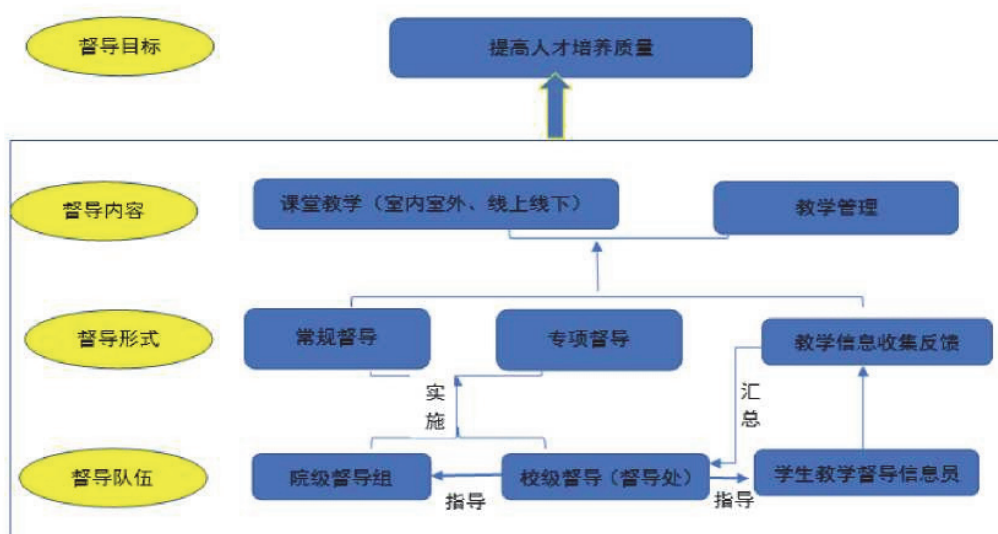 督导目标
提高人才培养质量
督导内容
课堂教学（室内室外、线上线下）
教学管理
督导形式
常规督导
专项督导
教学信息收集反馈
实施
汇总
督导队伍
院级督导组
指导
校级督导（督导处）
指导
学生教学督导信息员